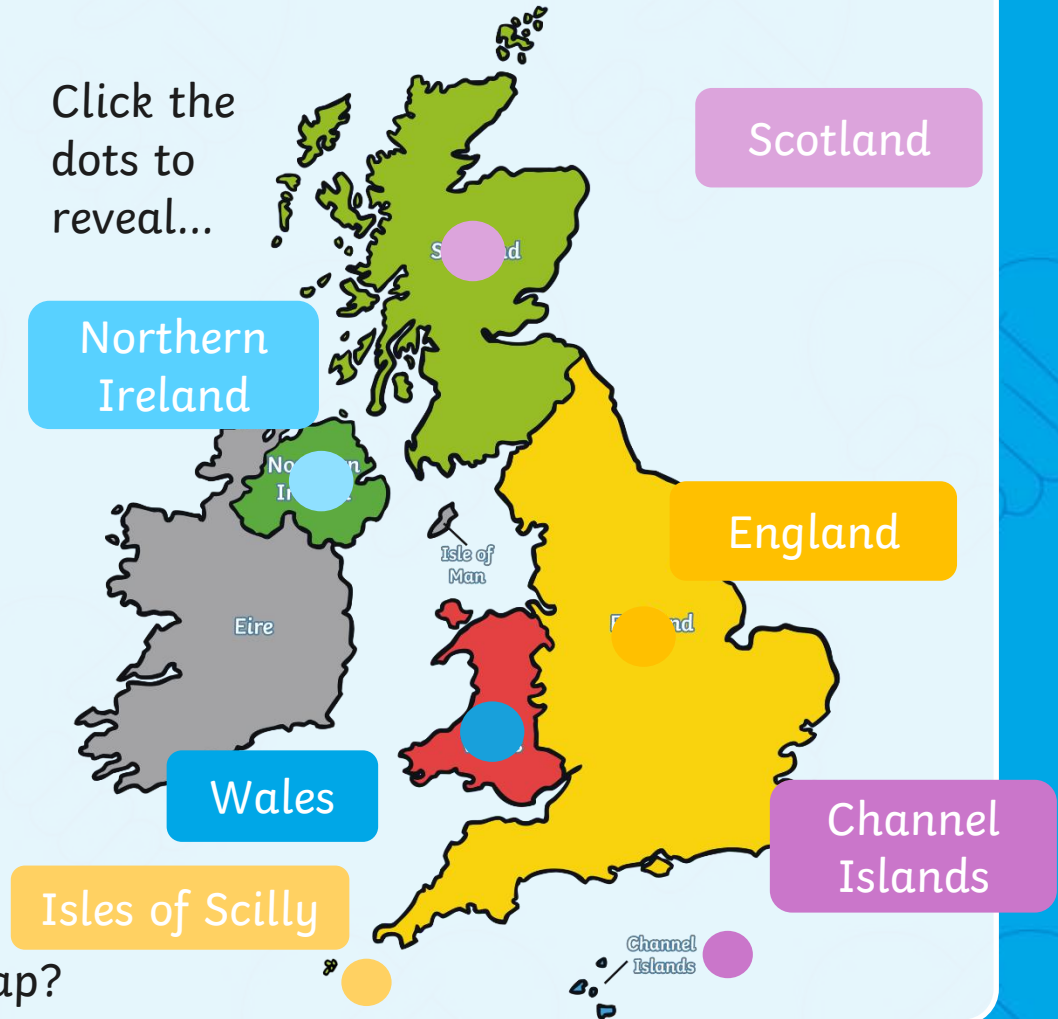 Click the
dots to
reveal...
Scotland
Northern
Ireland
England
Isle of
Man
Eire
Wales
Channel
Islands
Isles of Scilly
Channel
Islands